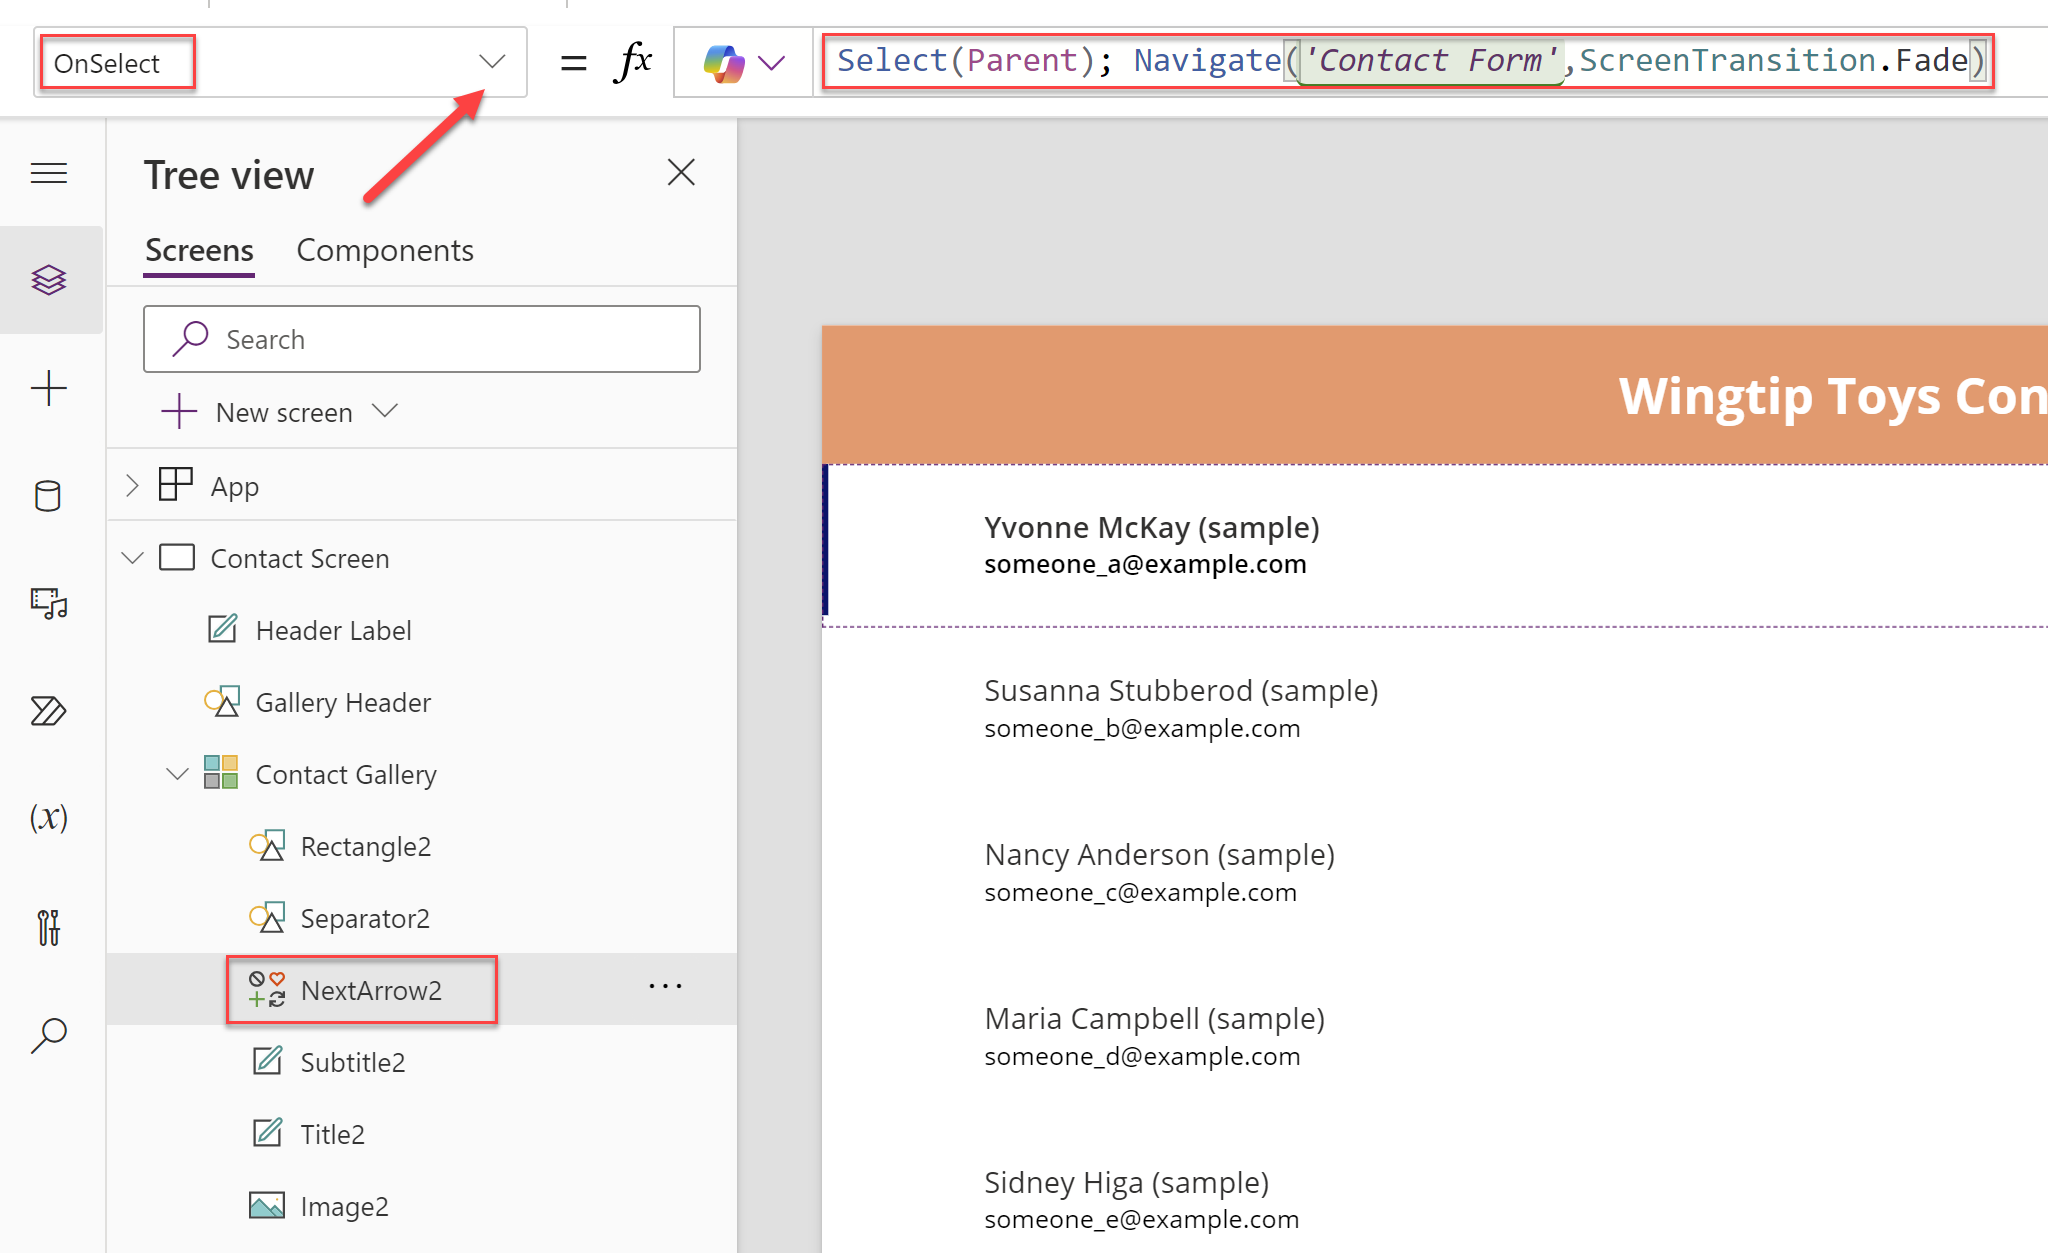 OnSelect = fx Select(Parent); Navigate('Contact Form',ScreenTransition.Fade)
Tree view
Screens Components
Search
New screen
App
Contact Screen
Header Label
Gallery Header
Contact Gallery
Rectangle2
Separator2
NextArrow2 ...
Subtitle2
Title2
Image2
(x)
Wingtip Toys Con
Yvonne McKay (sample)
someone_a@example.com
Susanna Stubberod (sample)
someone_b@example.com
Nancy Anderson (sample)
someone_c@example.com
Maria Campbell (sample)
someone_d@example.com
Sidney Higa (sample)
someone_e@example.com